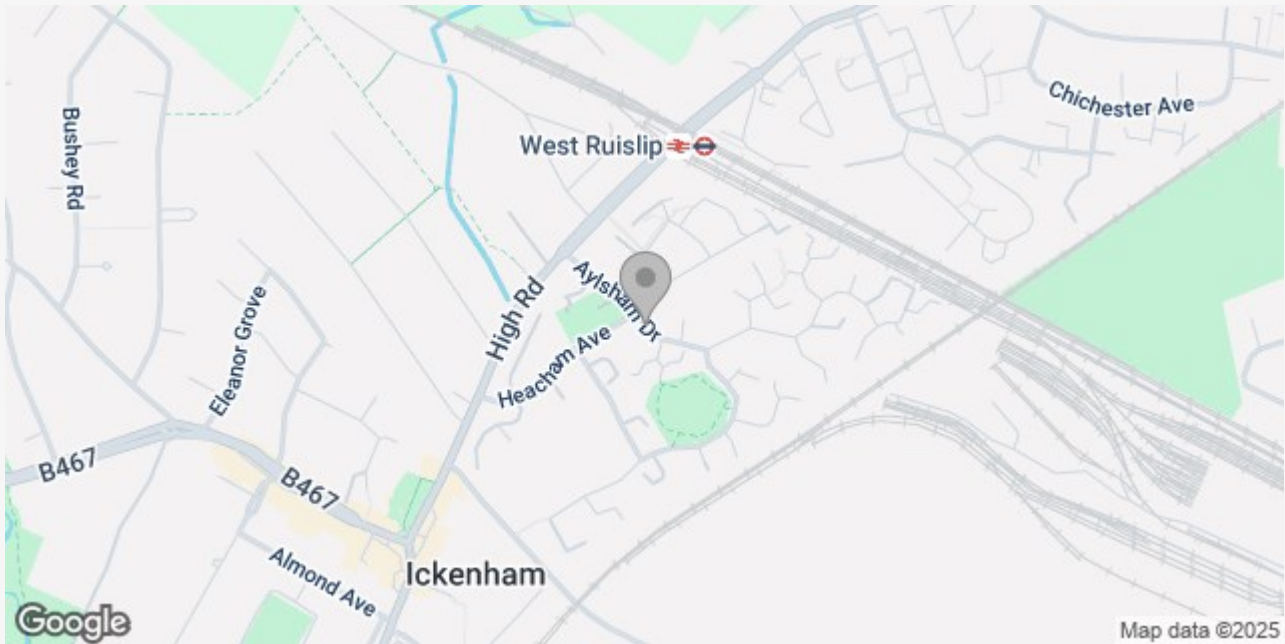 Chichester Ave
Bushey Rd
West Ruislip
Aylsham Dr
High Rd
Eleanor Grove
Heacham Ave
B467
B467
Ickenham
Almond Ave
Google
Map data ©2025